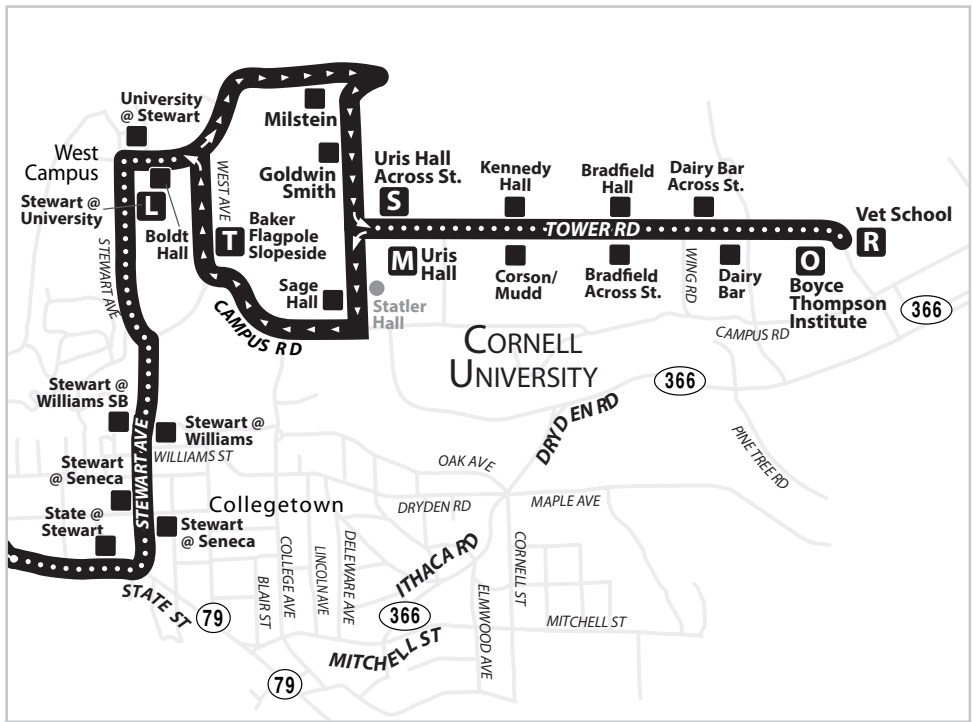 University
@ Stewart
Milstein
West
Campus
Goldwin
Smith
WEST AVE
Stewart @
University
L
Boldt
Hall
T
Baker
Flagpole
Slopeside
Uris Hall
Across St.
S
Kennedy
Hall
Bradfield
Hall
Dairy Bar
Across St.
TOWER RD
Vet School
R
M
Uris
Hall
Corson/
Mudd
Bradfield
Across St.
WING RD
Dairy
Bar
O
Boyce
Thompson
Institute
366
STEWART AVE
Sage
Hall
Statler
Hall
CAMPUS RD
CAMPUS RD
CORNELL
UNIVERSITY
366
DRYDEN RD
Stewart @
Williams SB
Stewart @
Williams
WILLIAMS ST
STEWART AVE
Stewart
@ Seneca
State @
Stewart
Stewart
@ Seneca
Collegetown
OAK AVE
DRYDEN RD
MAPLE AVE
PINE TREE RD
ITHACA RD
CORNELL ST
COLLEGE AVE
LINCOLN AVE
DELEWARE AVE
BLAIR ST
STATE ST
79
366
ELMWOOD AVE
MITCHELL ST
MITCHELL ST
79